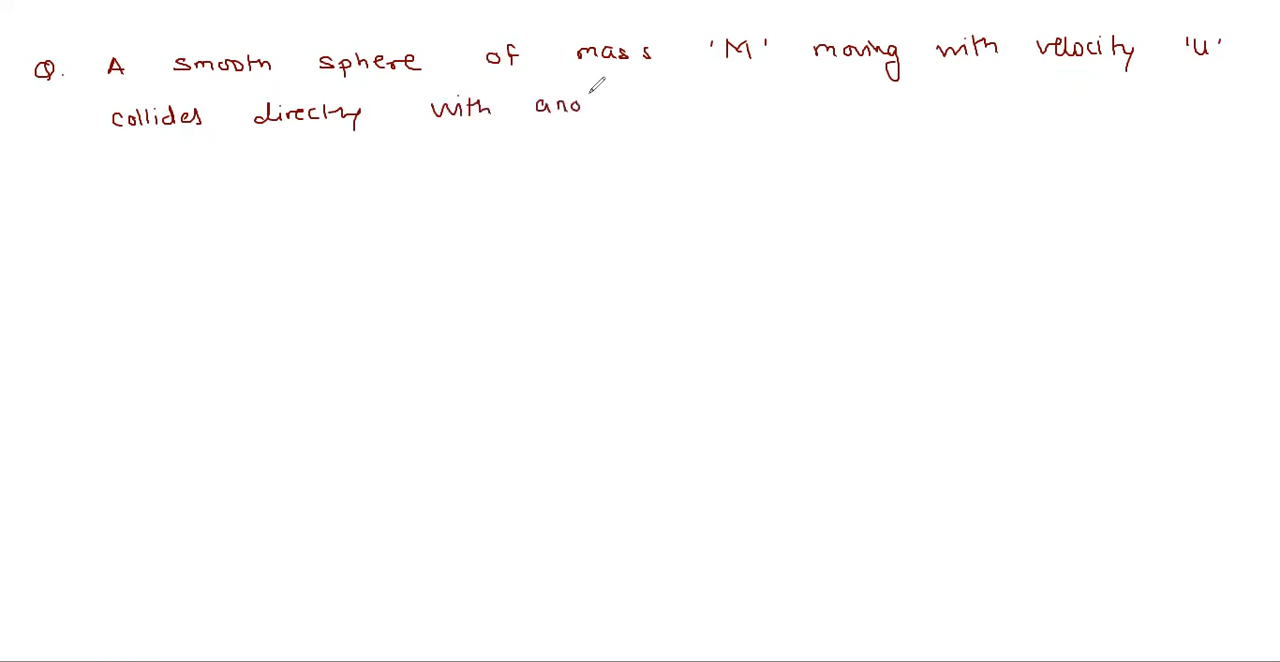 Q. A smooth sphere of mass 'M' moving with velocity 'u'
collides directly with ano